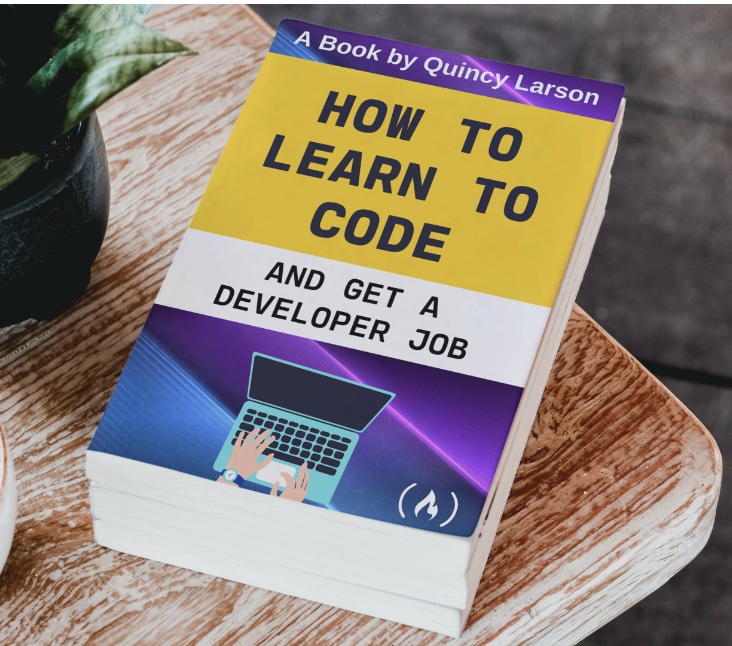 A Book by Quincy Larson
HOW TO
LEARN TO
CODE
AND GET A
DEVELOPER JOB